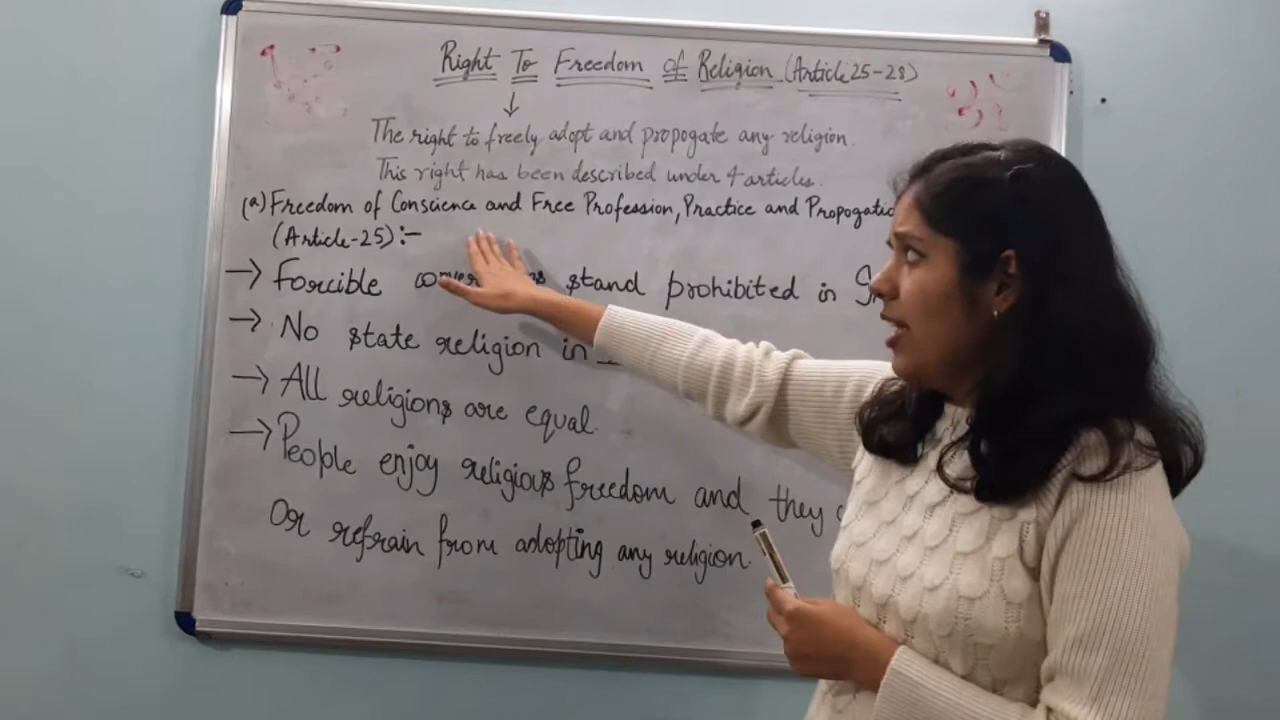 Right To Freedom of Religion (Article 25-28)
The right to freely adopt and propogate any religion.
This right has been described under 4 articles.
(a) Freedom of Conscience and Free Profession, Practice and
(Article-25):-
→ Forcible stand prohibited in
→ No state religion in
→ All religions are equal.
→ People enjoy religious freedom and they
Or refrain from adopting any religion.